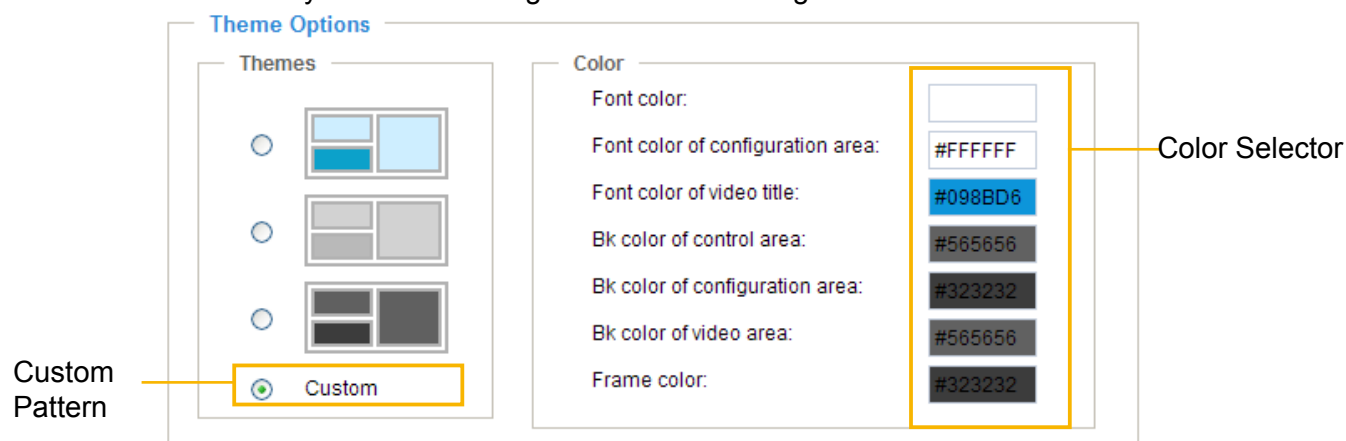 Theme Options
Themes
Custom
Color
Font color:
Font color of configuration area: #FFFFFF
Font color of video title: #098BD6
Bk color of control area: #565656
Bk color of configuration area: #323232
Bk color of video area: #565656
Frame color: #323232
Color Selector
Custom
Pattern